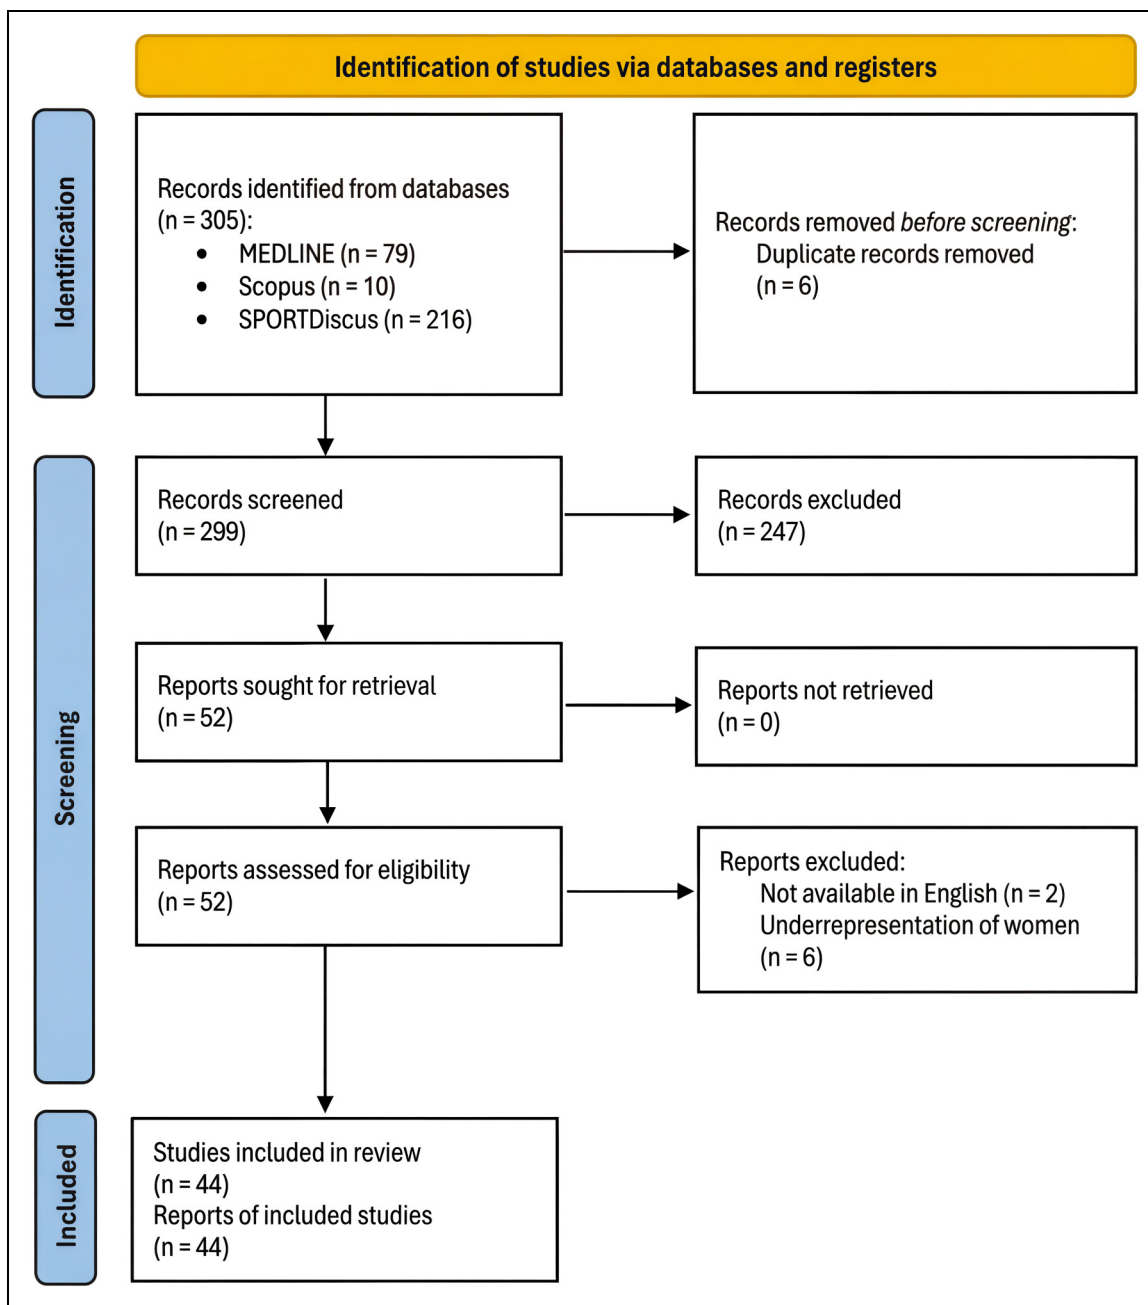 Identification of studies via databases and registers
Identification
Records identified from databases
(n = 305):
• MEDLINE (n = 79)
• Scopus (n = 10)
• SPORTDiscus (n = 216)
Records removed before screening:
Duplicate records removed
(n = 6)
Screening
Records screened
(n = 299)
Records excluded
(n = 247)
Reports sought for retrieval
(n = 52)
Reports not retrieved
(n = 0)
Reports assessed for eligibility
(n = 52)
Reports excluded:
Not available in English (n = 2)
Underrepresentation of women
(n = 6)
Included
Studies included in review
(n = 44)
Reports of included studies
(n = 44)